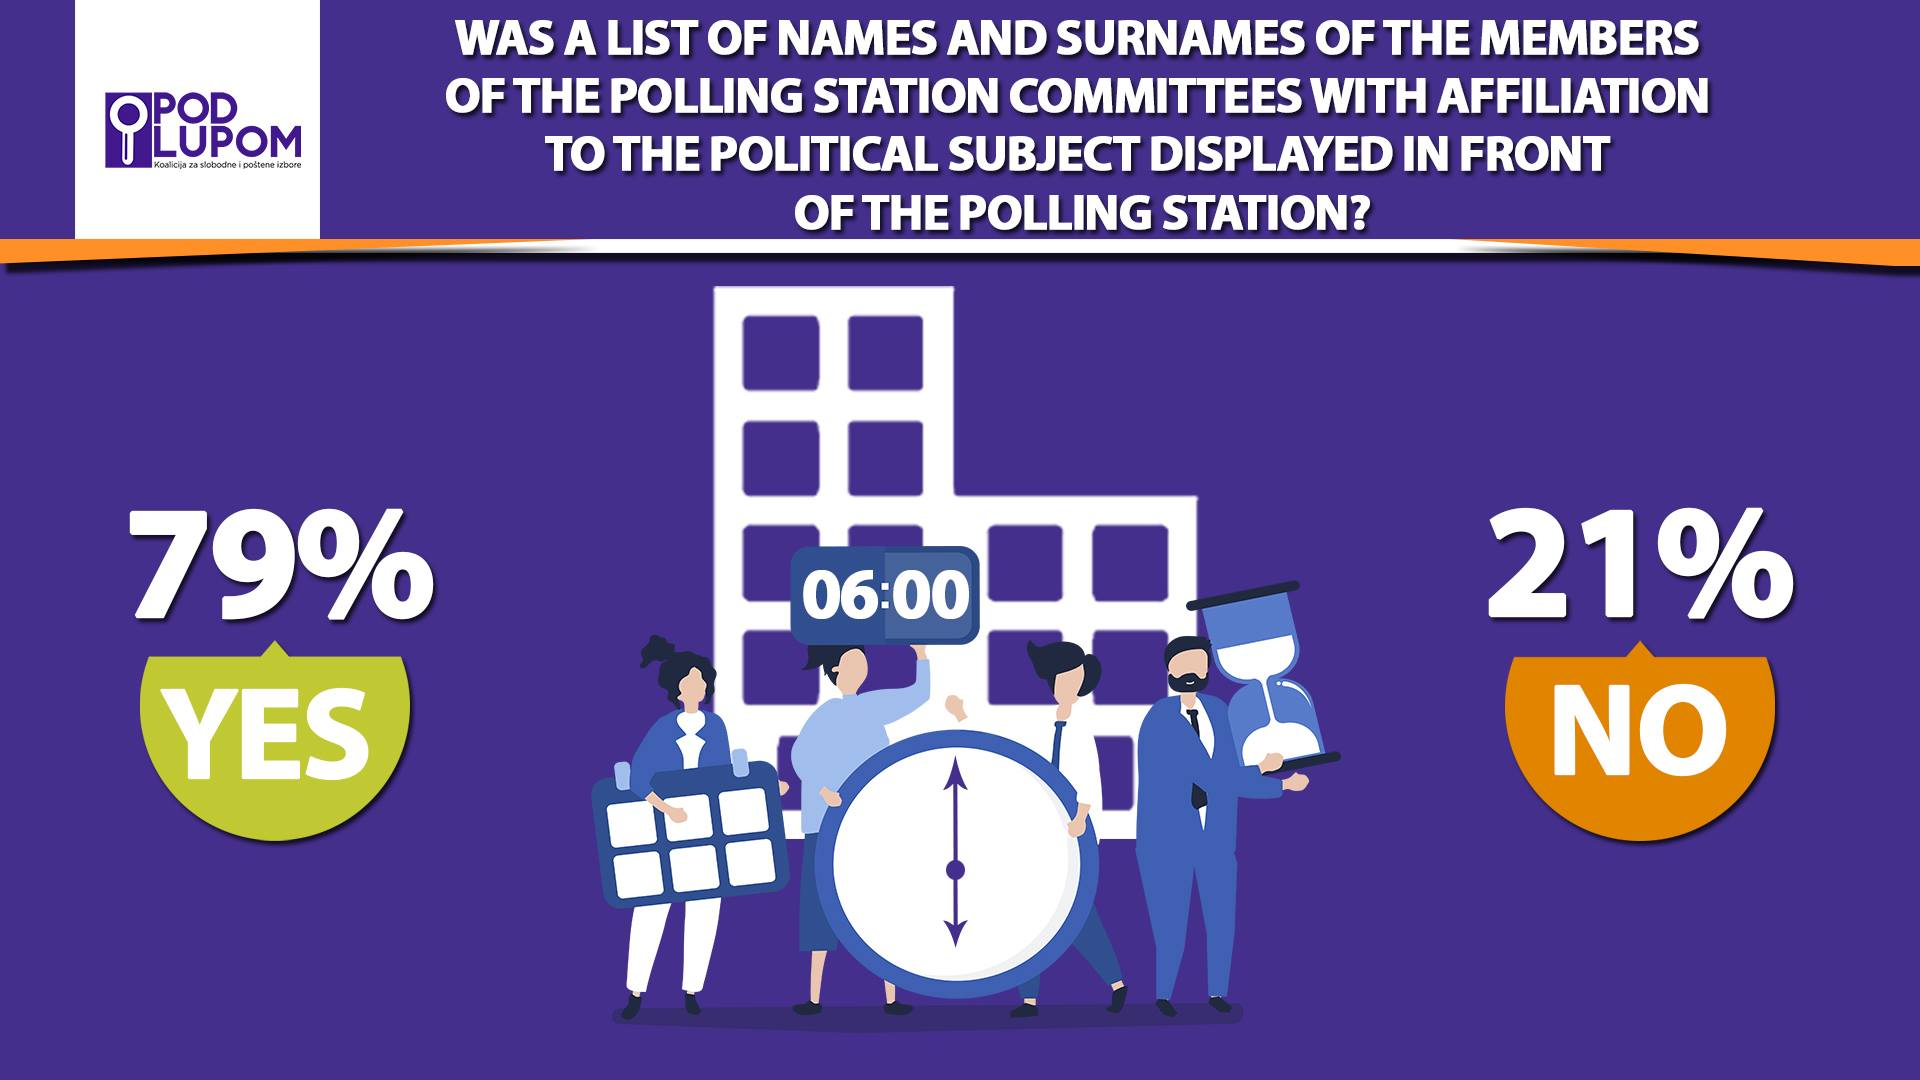 POD
LUPOM
Koalicija za slobodne i poštene izbore
WAS A LIST OF NAMES AND SURNAMES OF THE MEMBERS
OF THE POLLING STATION COMMITTEES WITH AFFILIATION
TO THE POLITICAL SUBJECT DISPLAYED IN FRONT
OF THE POLLING STATION?
79%
YES
06:00
21%
NO